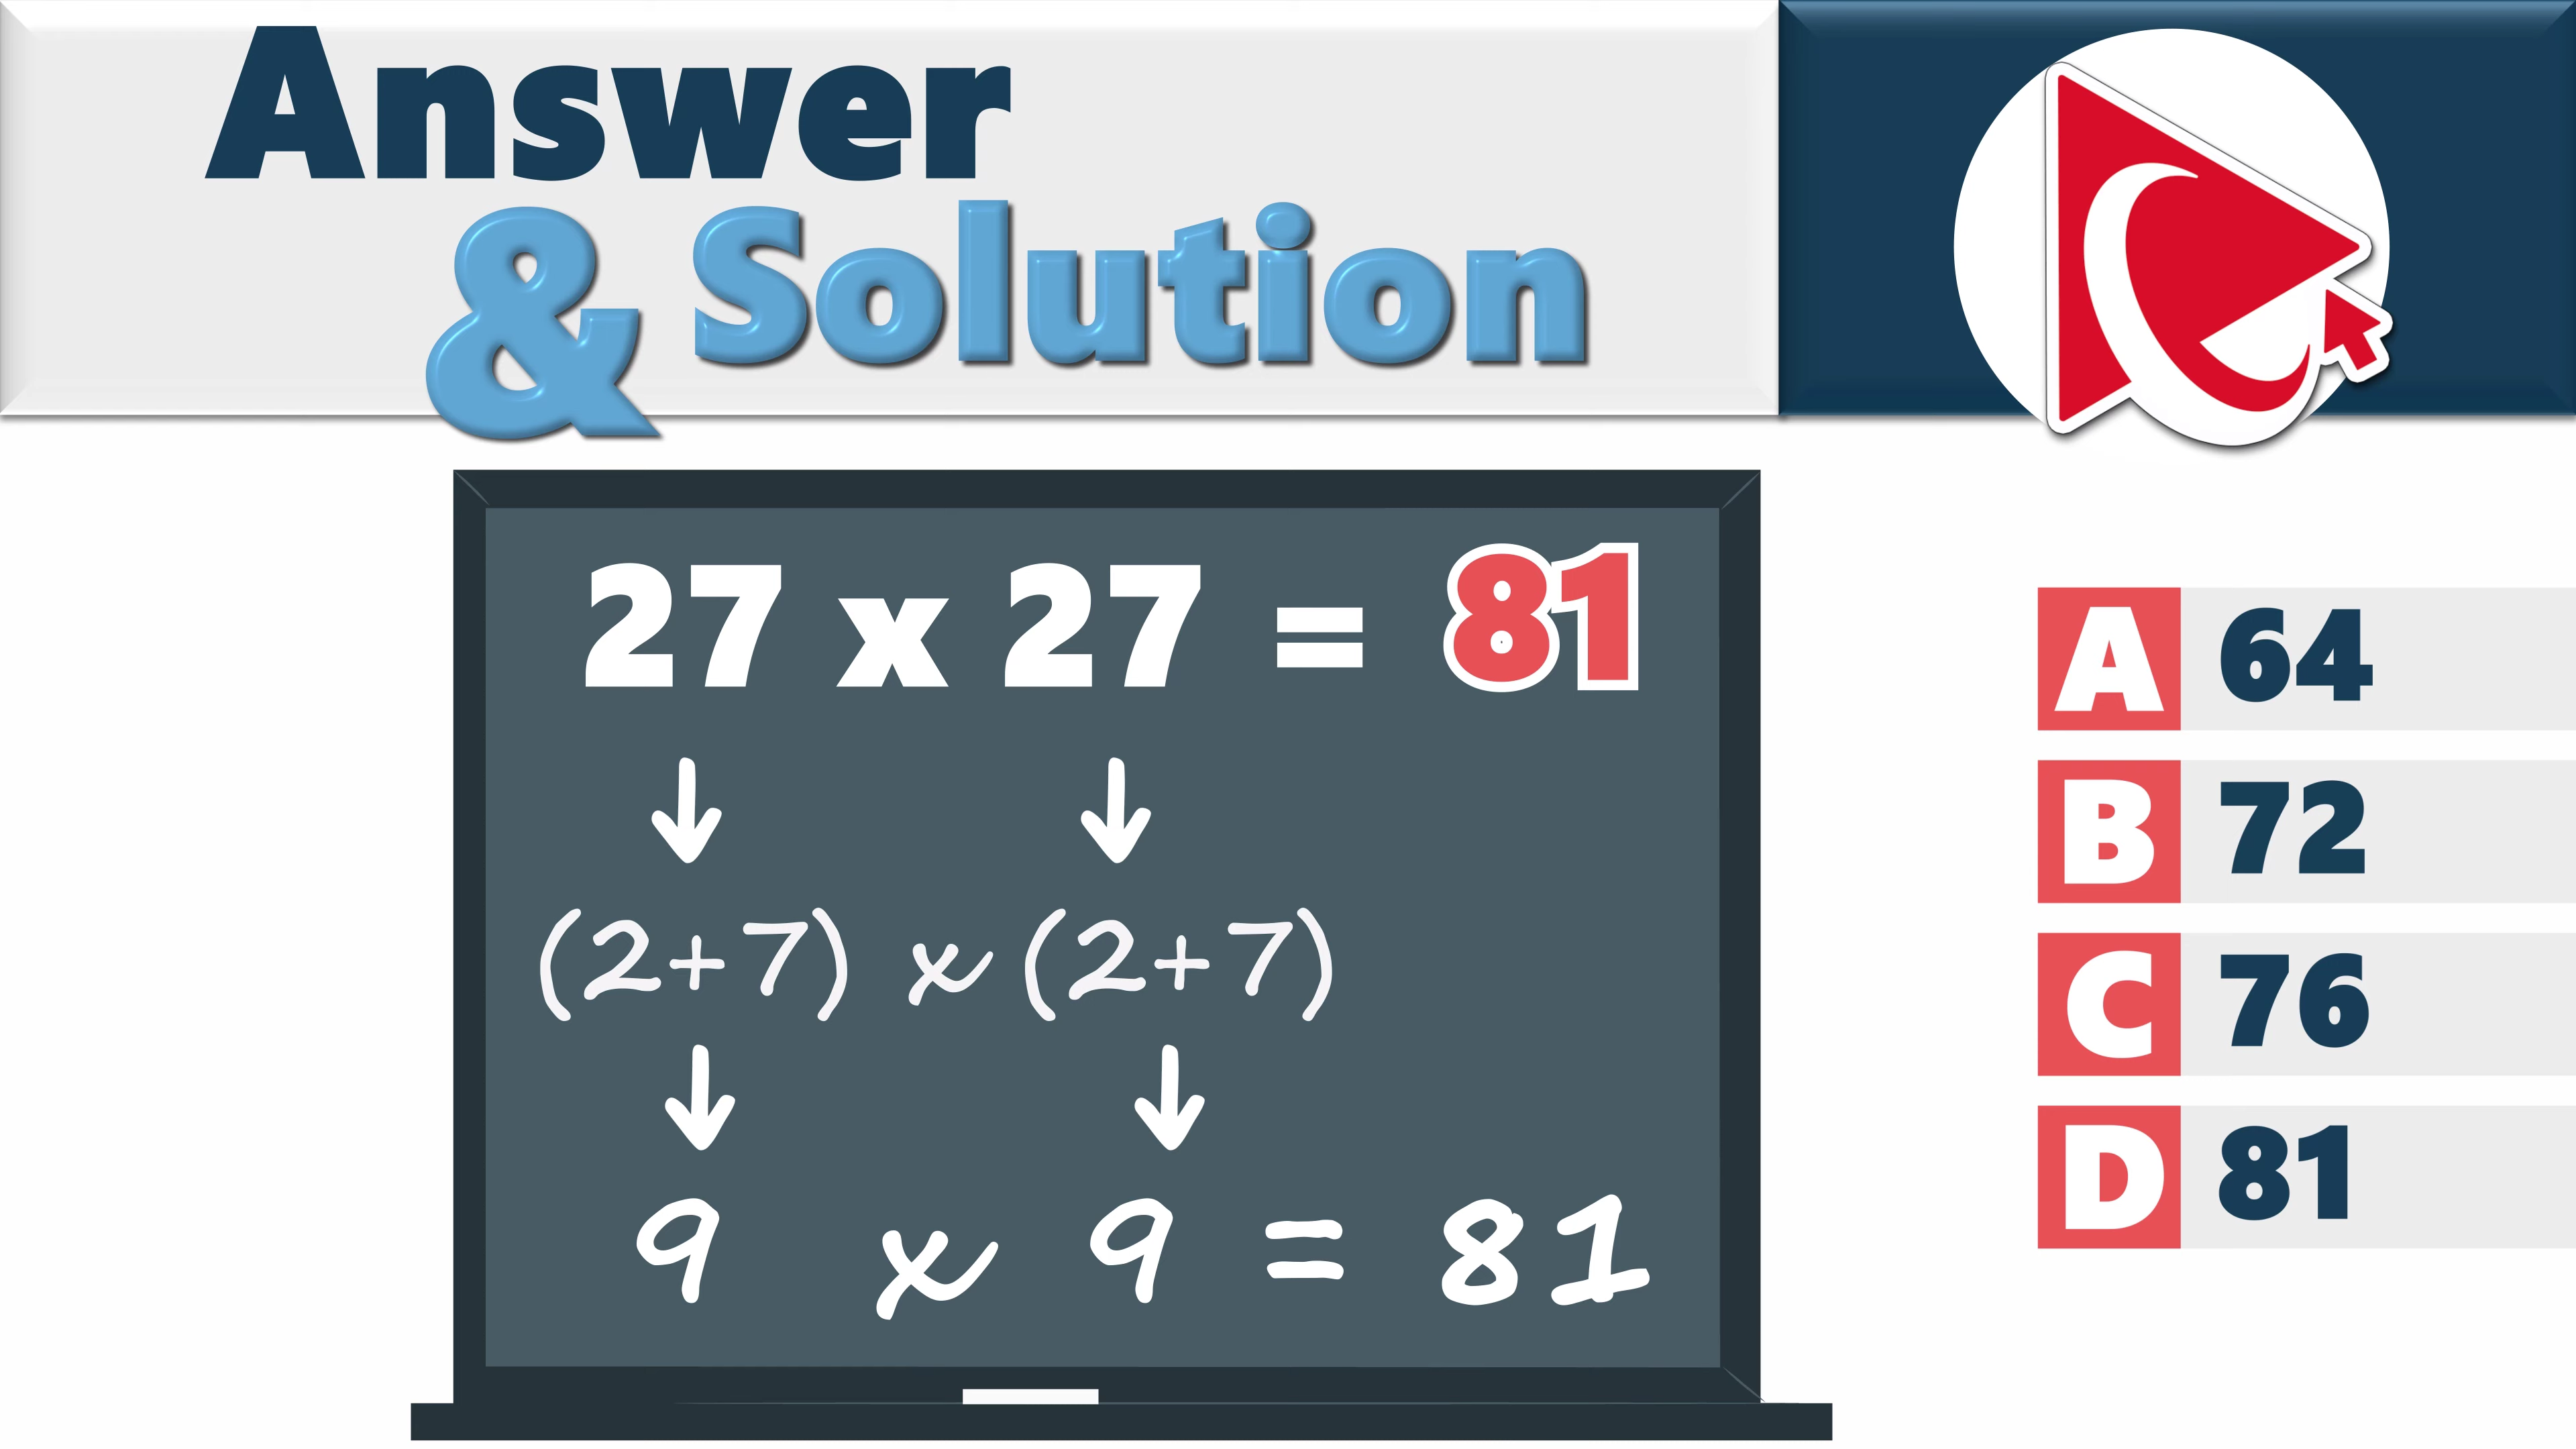 Answer
& Solution
27 x 27 = 81
(2+7) x (2+7)
9 x 9 = 81
A 64
B 72
C 76
D 81